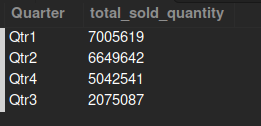 Quarter total_sold_quantity
Qtr1 7005619
Qtr2 6649642
Qtr4 5042541
Qtr3 2075087